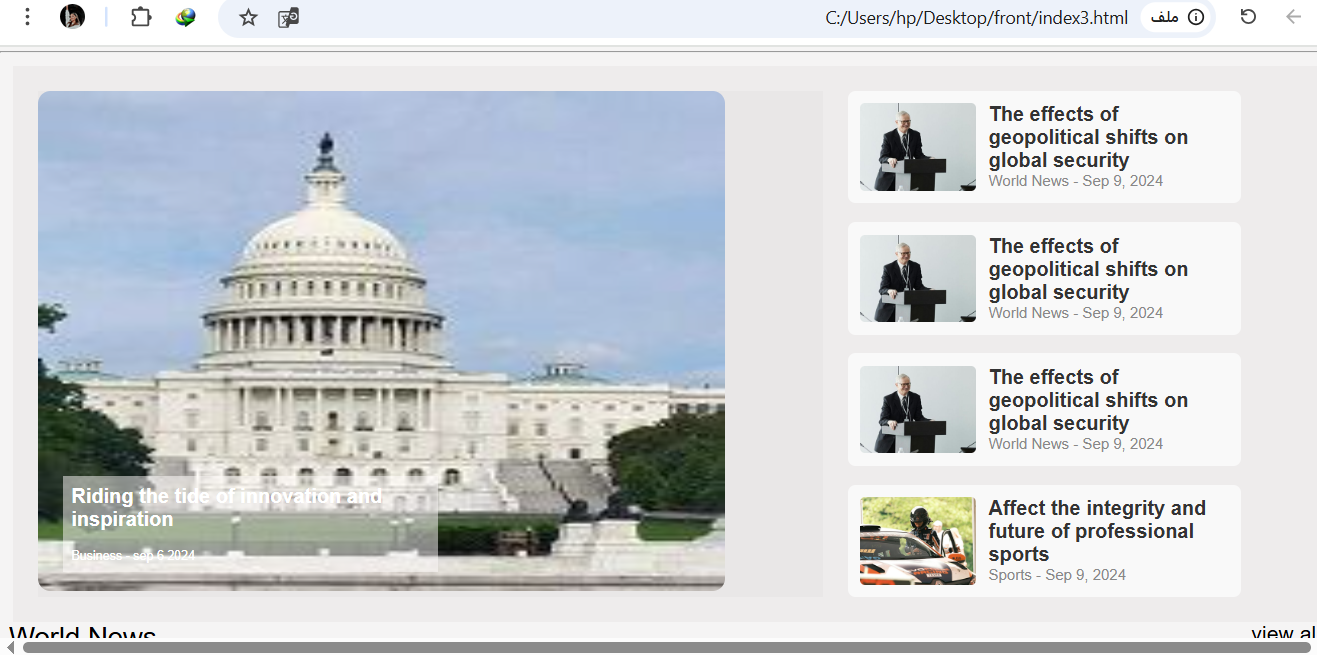 C:/Users/hp/Desktop/front/index3.html
ملف
Riding the tide of innovation and
inspiration
Business - sep 6 2024
The effects of
geopolitical shifts on
global security
World News - Sep 9, 2024
The effects of
geopolitical shifts on
global security
World News - Sep 9, 2024
The effects of
geopolitical shifts on
global security
World News - Sep 9, 2024
Affect the integrity and
future of professional
sports
Sports - Sep 9, 2024
World News
view al